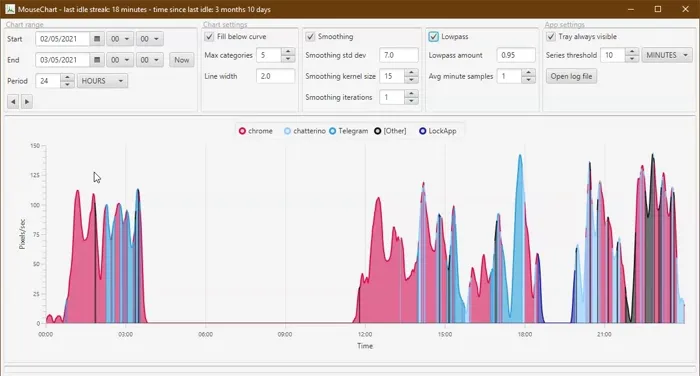 MouseChart - last idle streak: 18 minutes - time since last idle: 3 months 10 days
Chart range
Chart settings
App settings
Start 02/05/2021 00 00
Fill below curve
Smoothing
Lowpass
Tray always visible
End 03/05/2021 00 00 Now
Max categories 5
Smoothing std dev 7.0
Lowpass amount 0.95
Series threshold 10 MINUTES
Period 24 HOURS
Line width 2.0
Smoothing kernel size 15
Avg minute samples 1
Open log file
Smoothing iterations 1
chrome chatterino Telegram [Other] LockApp
150
125
100
75
50
25
0
Pixels/sec
00:00 03:00 06:00 09:00 12:00 15:00 18:00 21:00
Time